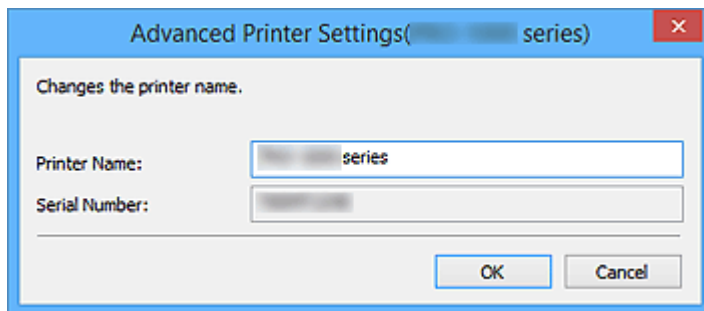 Advanced Printer Settings( series)
Changes the printer name.
Printer Name: series
Serial Number:
OK Cancel